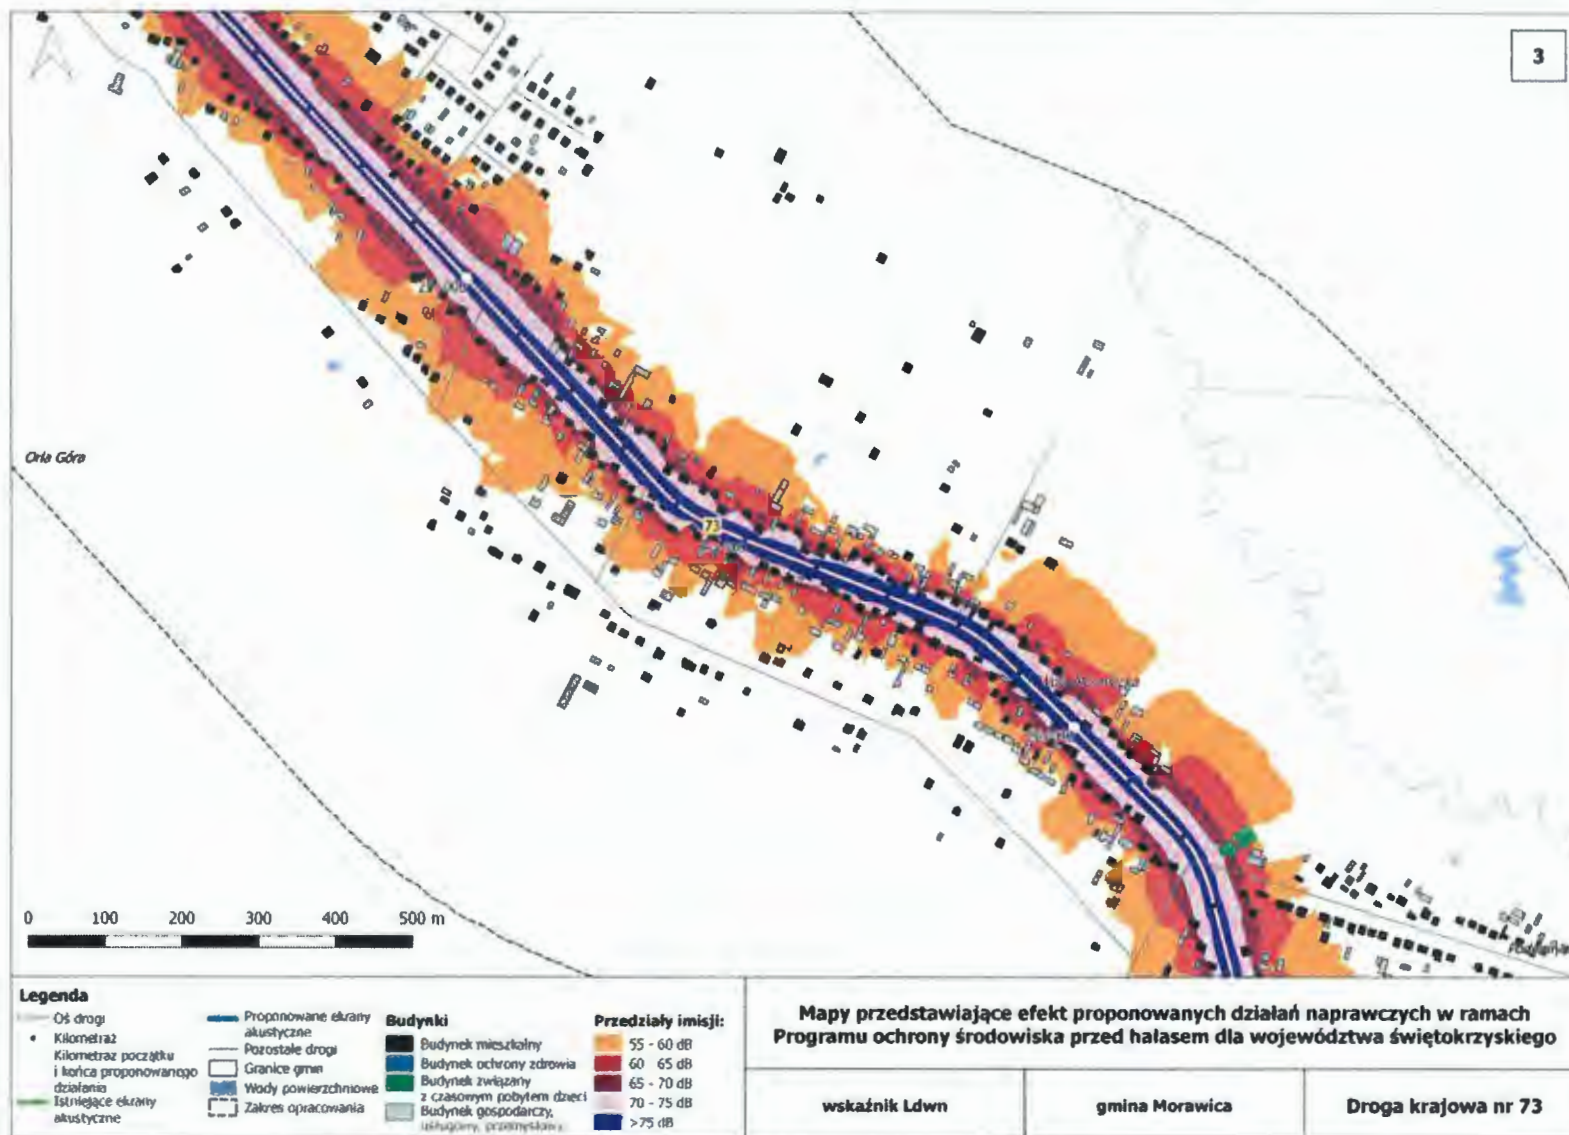 3
Orla Góra
73
0 100 200 300 400 500 m
Legenda
Oś drogi
Kilometraż
Kilometraż początku
i końca proponowanego
działania
Istniejące ekrany
akustyczne
Proponowane ekrany
akustyczne
Pozostałe drogi
Granice gmin
Wody powierzchniowe
Zakres opracowania
Budynki
Budynek mieszkalny
Budynek ochrony zdrowia
Budynek związany
z czasowym pobytem dzieci
Budynek gospodarczy,
usługowy, przemysłowy
Przedziały imisji:
55 - 60 dB
60 65 dB
65 - 70 dB
70 - 75 dB
>75 dB
Mapy przedstawiające efekt proponowanych działań naprawczych w ramach
Programu ochrony środowiska przed hałasem dla województwa świętokrzyskiego
wskaźnik Ldwn
gmina Morawica
Droga krajowa nr 73